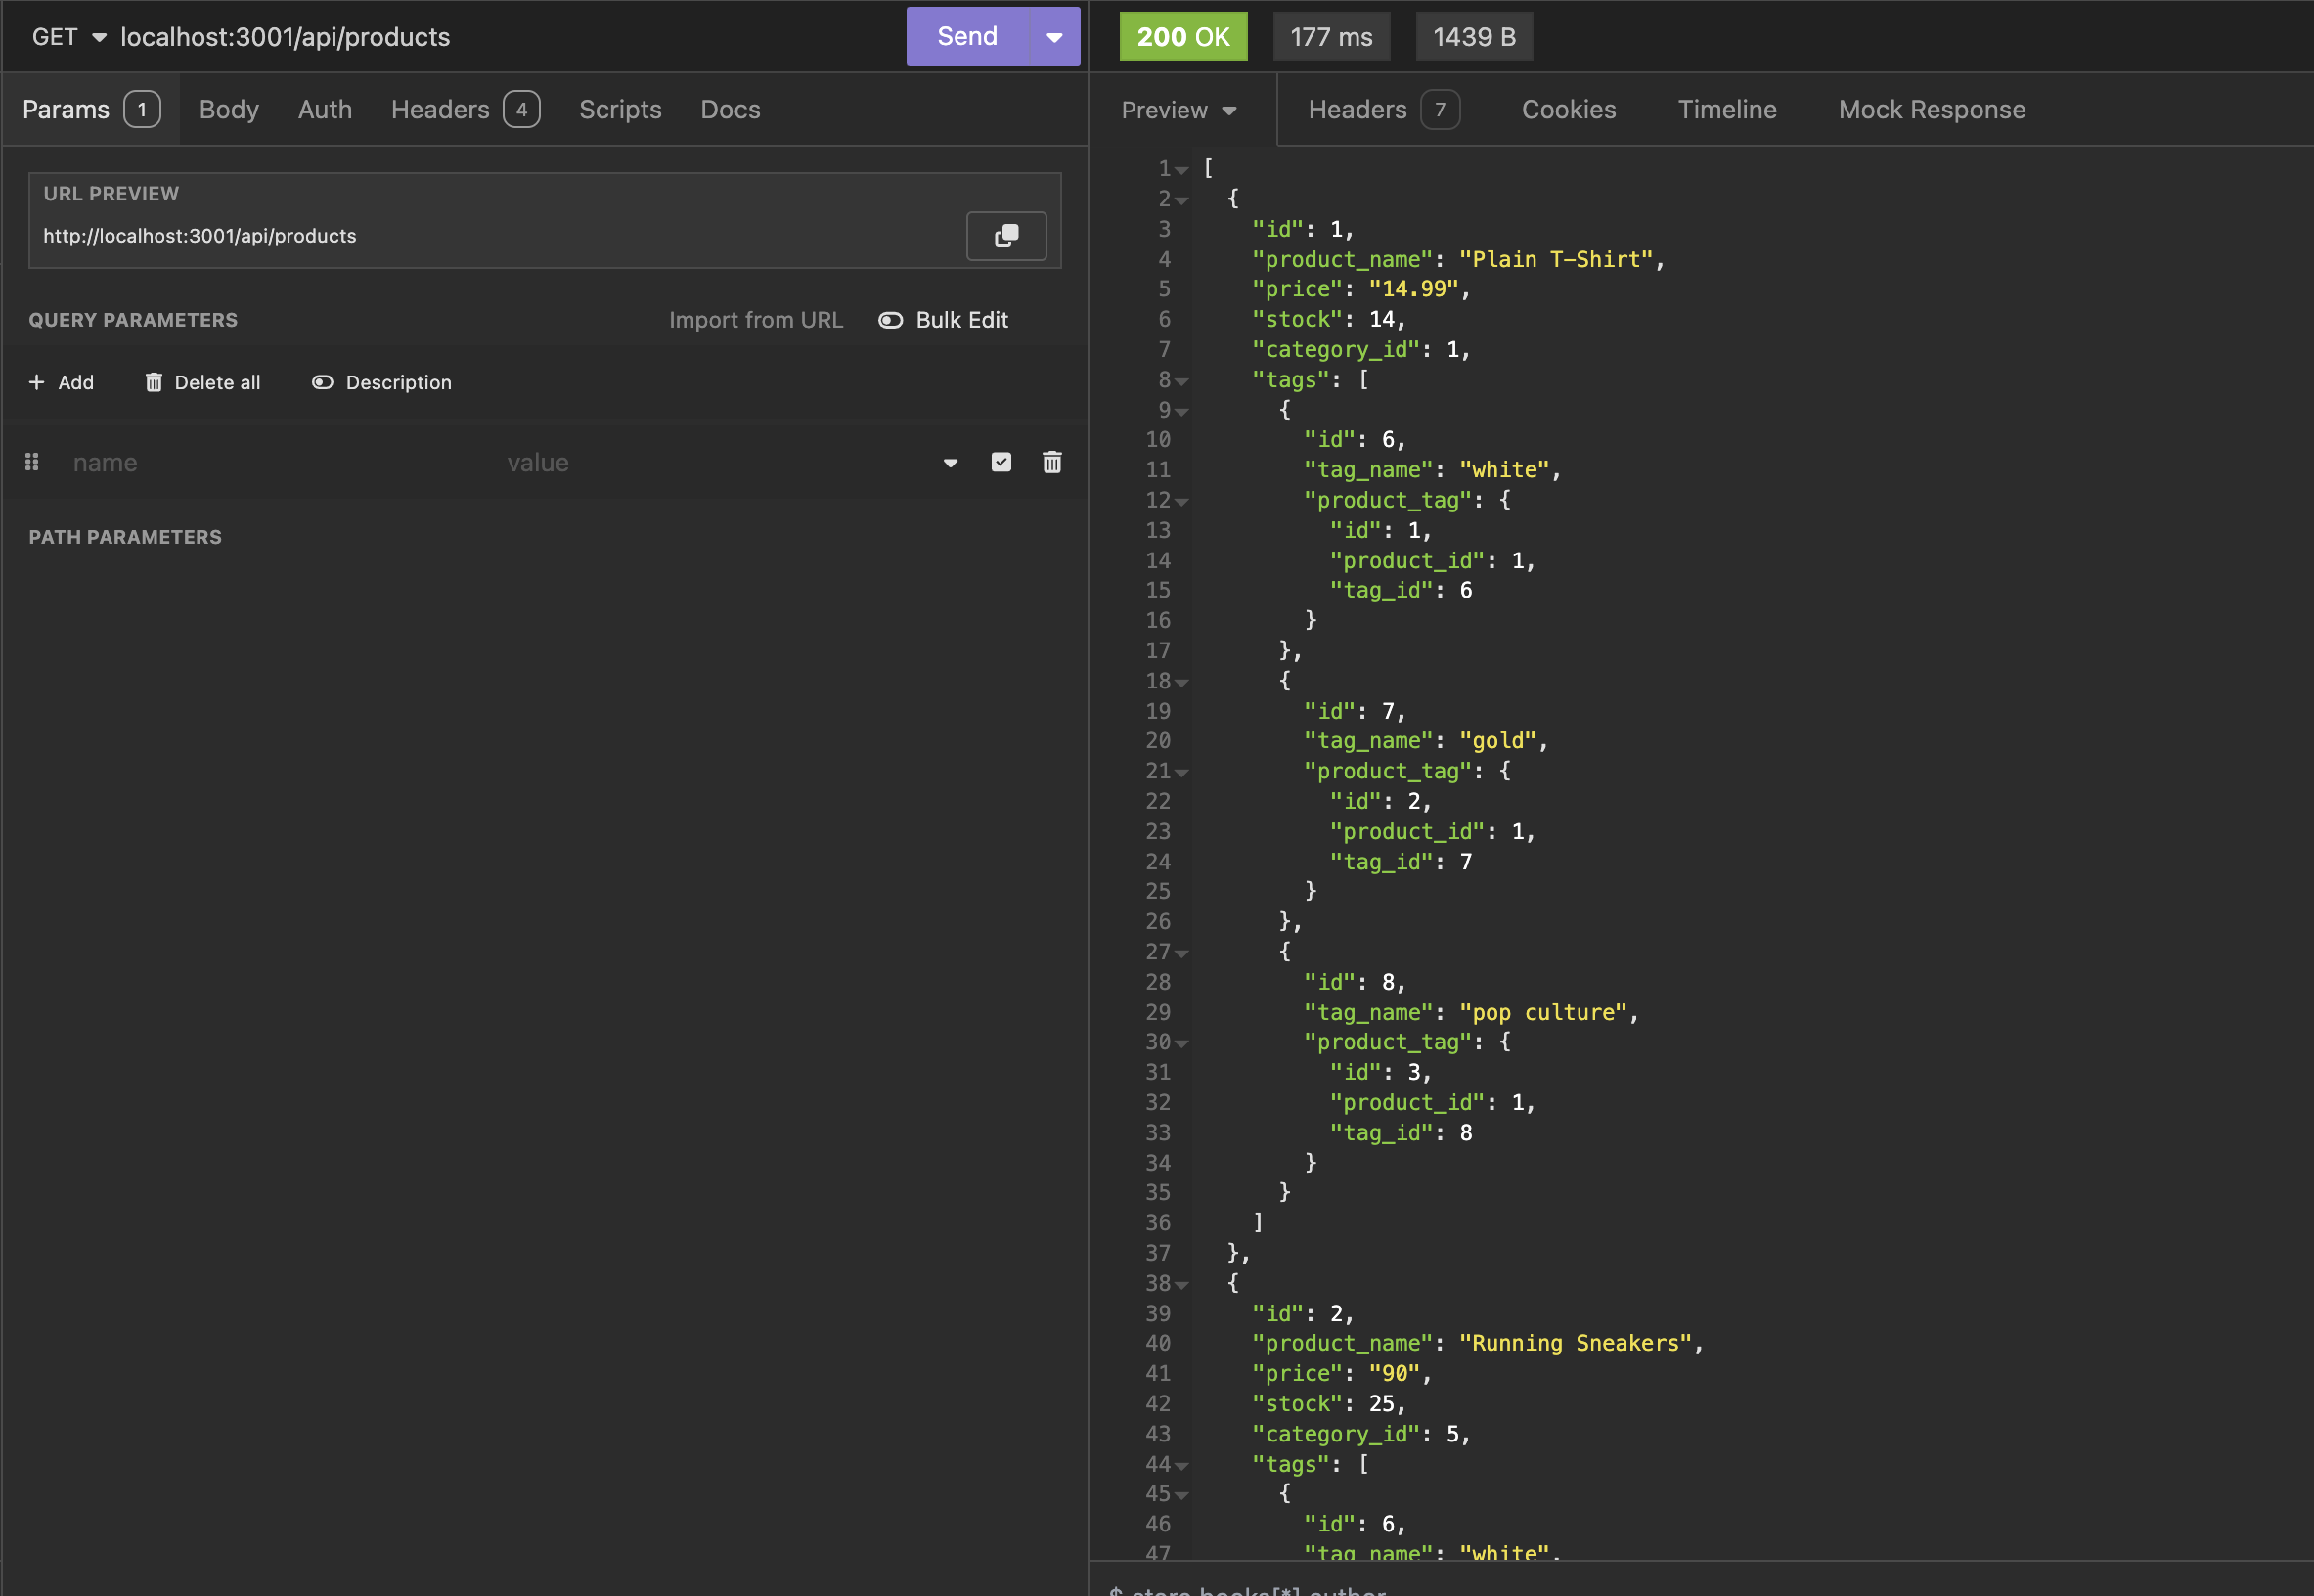 GET localhost:3001/api/products Send
Params 1 Body Auth Headers 4 Scripts Docs
URL PREVIEW
http://localhost:3001/api/products
QUERY PARAMETERS Import from URL Bulk Edit
+ Add Delete all Description
name value
PATH PARAMETERS
200 OK 177 ms 1439 B
Preview Headers 7 Cookies Timeline Mock Response
1 [
2 {
3 "id": 1,
4 "product_name": "Plain T-Shirt",
5 "price": "14.99",
6 "stock": 14,
7 "category_id": 1,
8 "tags": [
9 {
10 "id": 6,
11 "tag_name": "white",
12 "product_tag": {
13 "id": 1,
14 "product_id": 1,
15 "tag_id": 6
16 }
17 },
18 {
19 "id": 7,
20 "tag_name": "gold",
21 "product_tag": {
22 "id": 2,
23 "product_id": 1,
24 "tag_id": 7
25 }
26 },
27 {
28 "id": 8,
29 "tag_name": "pop culture",
30 "product_tag": {
31 "id": 3,
32 "product_id": 1,
33 "tag_id": 8
34 }
35 }
36 ]
37 },
38 {
39 "id": 2,
40 "product_name": "Running Sneakers",
41 "price": "90",
42 "stock": 25,
43 "category_id": 5,
44 "tags": [
45 {
46 "id": 6,
47 "tag_name": "white",
$.store.books[*].author